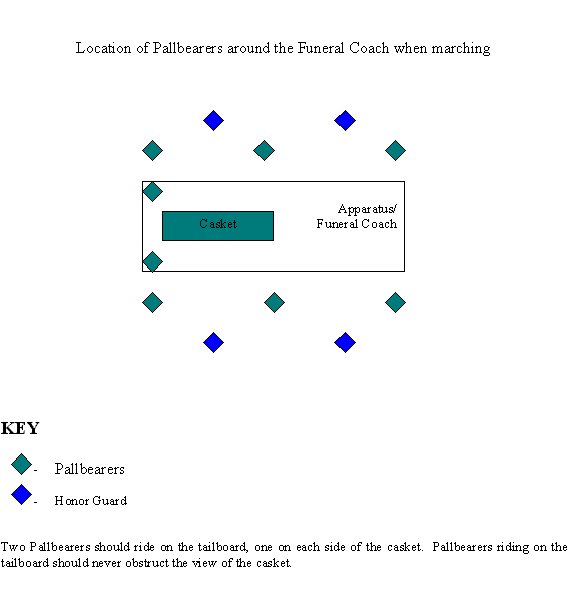 Location of Pallbearers around the Funeral Coach when marching
Apparatus/
Casket
Funeral Coach
KEY
- Pallbearers
- Honor Guard
Two Pallbearers should ride on the tailboard, one on each side of the casket. Pallbearers riding on the
tailboard should never obstruct the view of the casket.